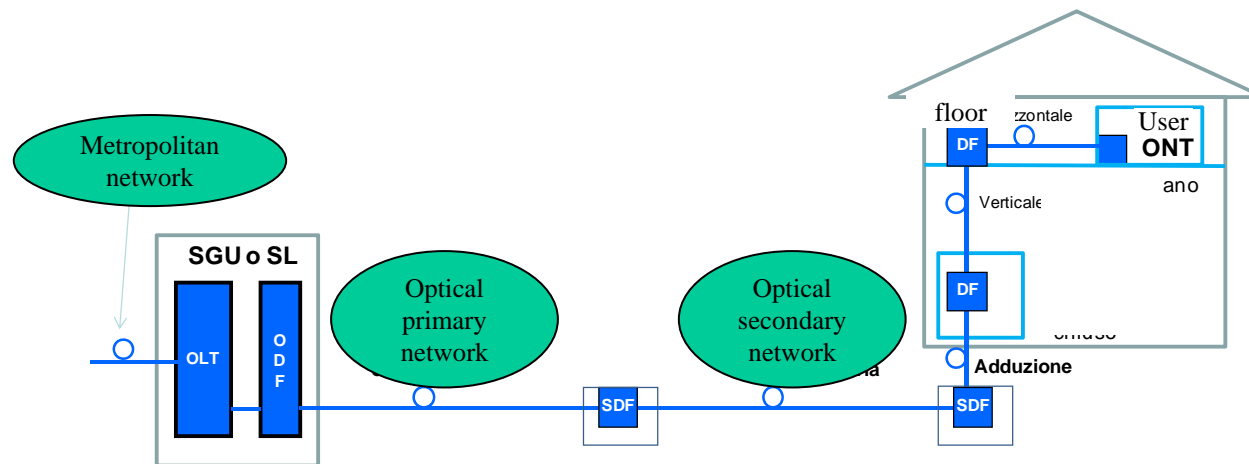 Metropolitan
network
SGU o SL
OLT
O
D
F
Optical
primary
network
SDF
Optical
secondary
network
floor
DF
User
ONT
ano
Verticale
DF
Adduzione
SDF